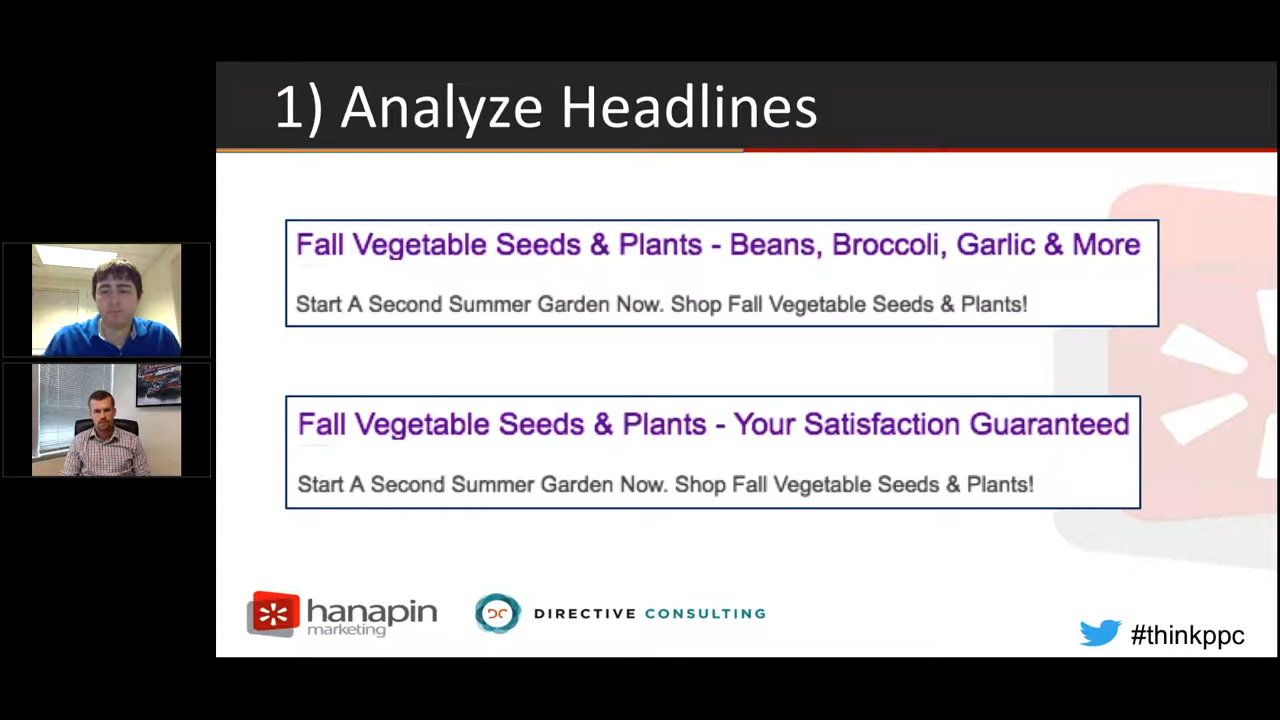 1) Analyze Headlines
Fall Vegetable Seeds & Plants - Beans, Broccoli, Garlic & More
Start A Second Summer Garden Now. Shop Fall Vegetable Seeds & Plants!
Fall Vegetable Seeds & Plants - Your Satisfaction Guaranteed
Start A Second Summer Garden Now. Shop Fall Vegetable Seeds & Plants!
hanapin
marketing
DC DIRECTIVE CONSULTING
#thinkppc